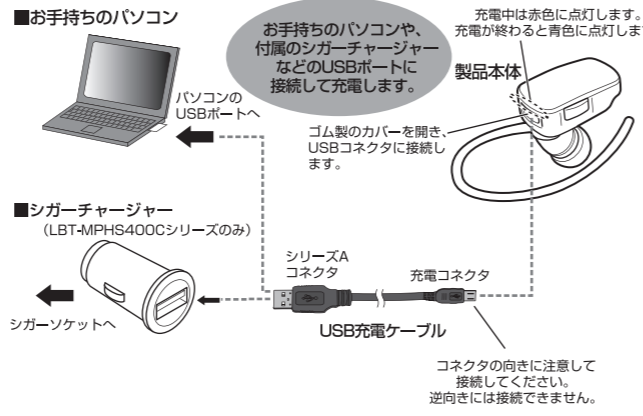 ■お手持ちのパソコン
お手持ちのパソコンや、
付属のシガーチャージャー
などのUSBポートに
接続して充電します。
充電中は赤色に点灯します。
充電が終わると青色に点灯しま
製品本体
パソコンの
USBポートへ
ゴム製のカバーを開き、
USBコネクタに接続し
ます。
■シガーチャージャー
(LBT-MPHS400Cシリーズのみ)
シガーソケットへ
シリーズA
コネクタ
充電コネクタ
USB充電ケーブル
コネクタの向きに注意して
接続してください。
逆向きには接続できません。